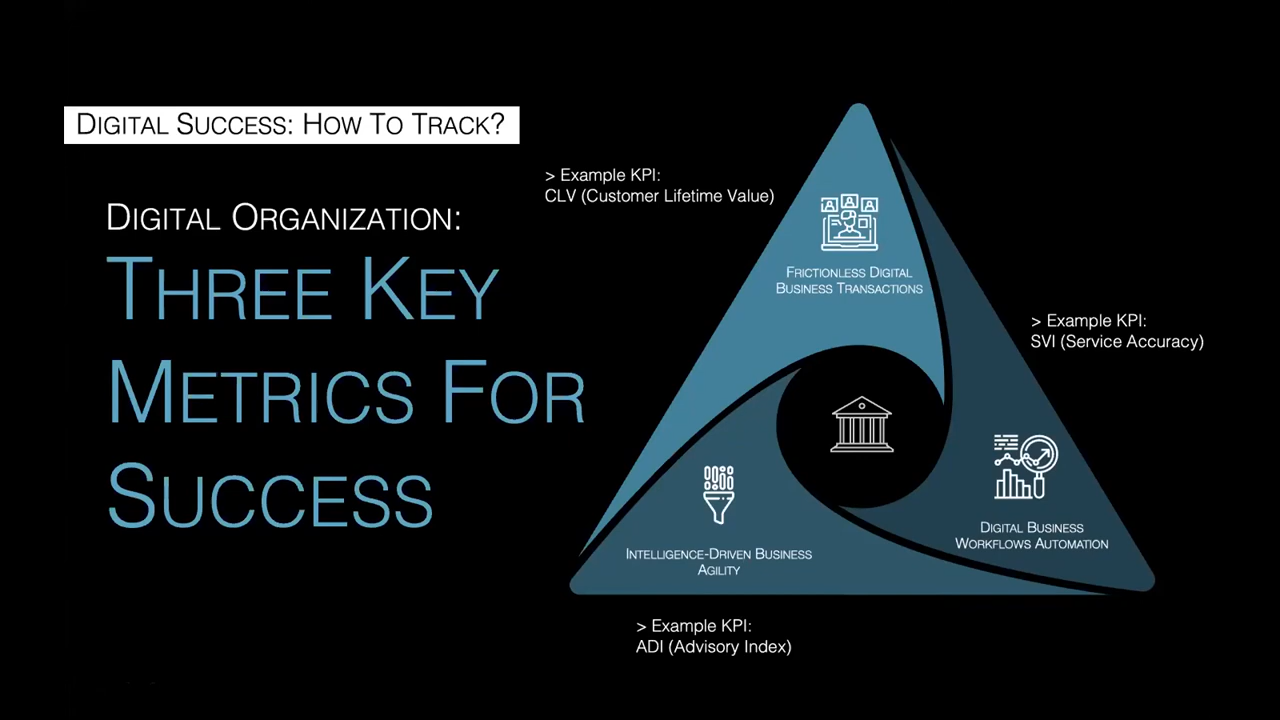 DIGITAL SUCCESS: HOW TO TRACK?
DIGITAL ORGANIZATION:
THREE KEY
METRICS FOR
SUCCESS
> Example KPI:
CLV (Customer Lifetime Value)
FRICTIONLESS DIGITAL
BUSINESS TRANSACTIONS
> Example KPI:
SVI (Service Accuracy)
DIGITAL BUSINESS
WORKFLOWS AUTOMATION
INTELLIGENCE-DRIVEN BUSINESS
AGILITY
> Example KPI:
ADI (Advisory Index)